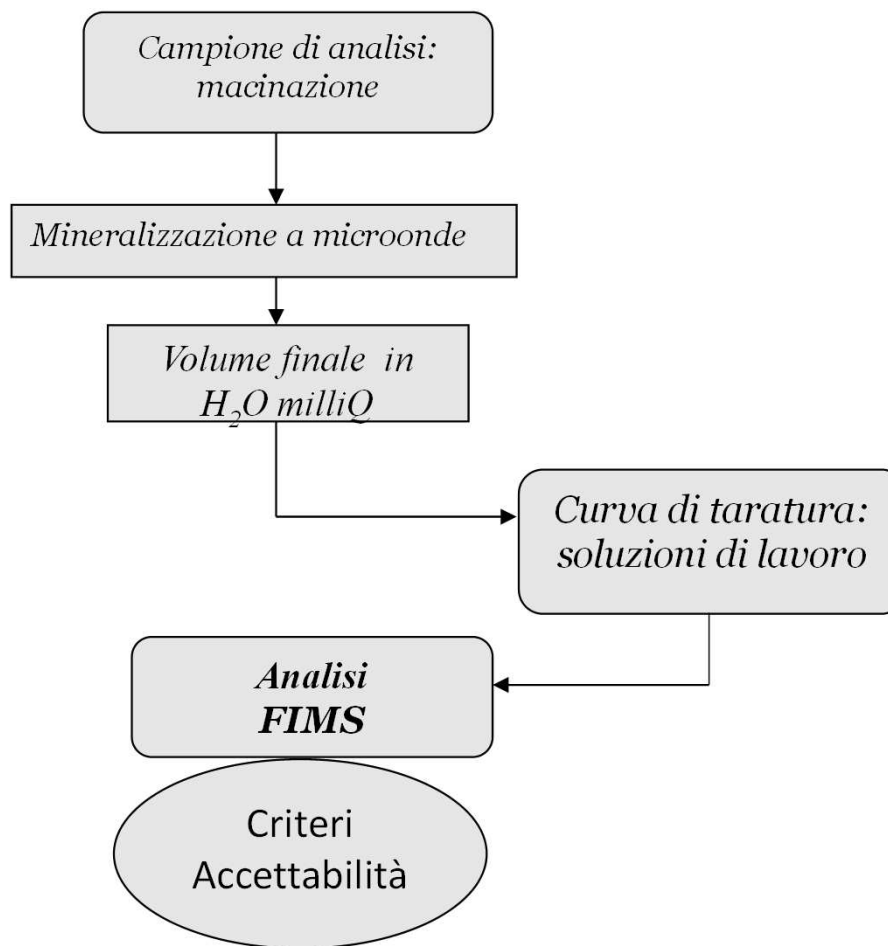 Campione di analisi:
macinazione
Mineralizzazione a microonde
Volume finale in
H₂O milliQ
Curva di taratura:
soluzioni di lavoro
Analisi
FIMS
Criteri
Accettabilità